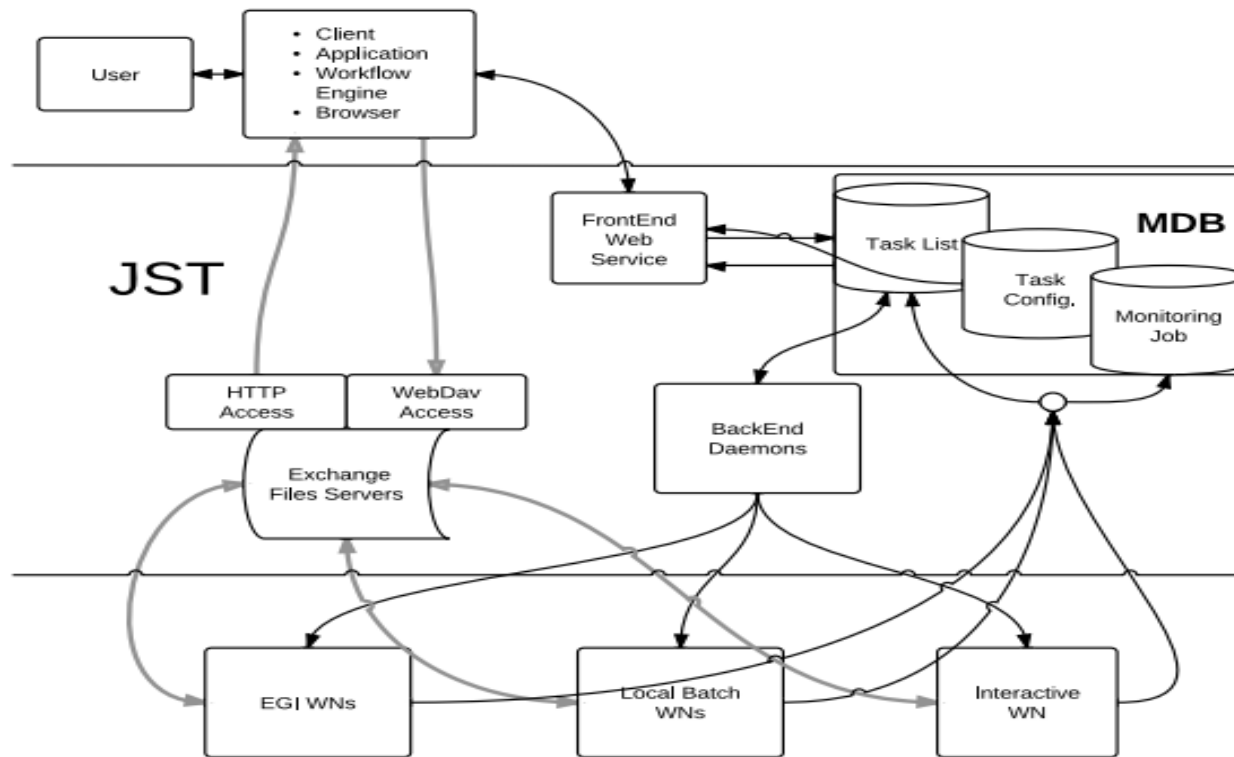 User
• Client
• Application
• Workflow
Engine
• Browser
FrontEnd
Web
Service
MDB
Task List
Task
Config.
Monitoring
Job
JST
HTTP
Access
WebDav
Access
Exchange
Files Servers
BackEnd
Daemons
EGI WNs
Local Batch
WNs
Interactive
WN